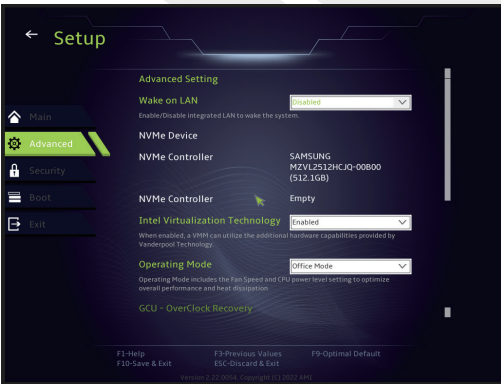 Setup
Advanced Setting
Wake on LAN
Disabled
Enable/Disable integrated LAN to wake the system.
Main
NVMe Device
Advanced
NVMe Controller
SAMSUNG
MZVL2512HCJQ-00B00
(512.1GB)
Security
Boot
NVMe Controller
Empty
Exit
Intel Virtualization Technology
Enabled
When enabled, a VMM can utilize the additional hardware capabilities provided by
Vanderpool Technology.
Operating Mode
Office Mode
Operating Mode includes the Fan Speed and CPU power level setting to optimize
overall performance and heat dissipation
GCU - OverClock Recovery
F1-Help
F3-Previous Values
F9-Optimal Default
F10-Save & Exit
ESC-Discard & Exit
Version 2.22.0054. Copyright (C) 2022 AMI